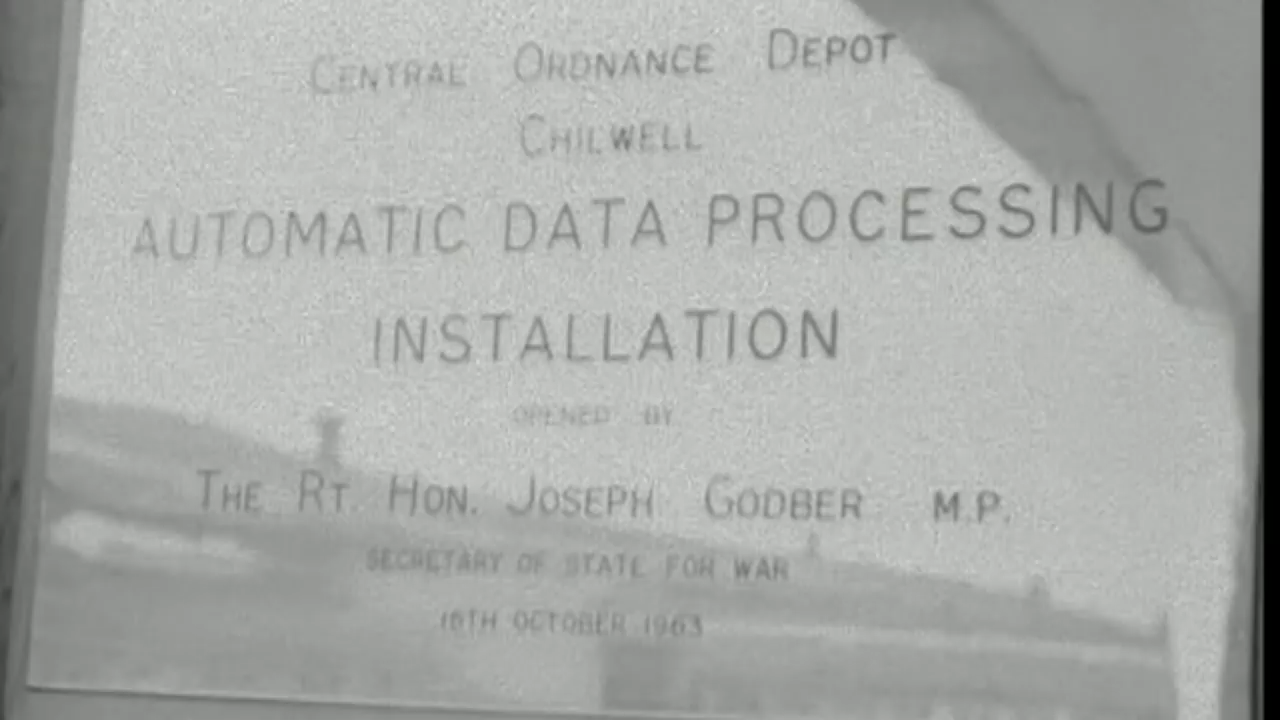 CENTRAL ORDNANCE DEPOT
CHILWELL
AUTOMATIC DATA PROCESSING
INSTALLATION
OPENED BY
THE RT. HON. JOSEPH GODBER M.P.
SECRETARY OF STATE FOR WAR
16TH OCTOBER 1963